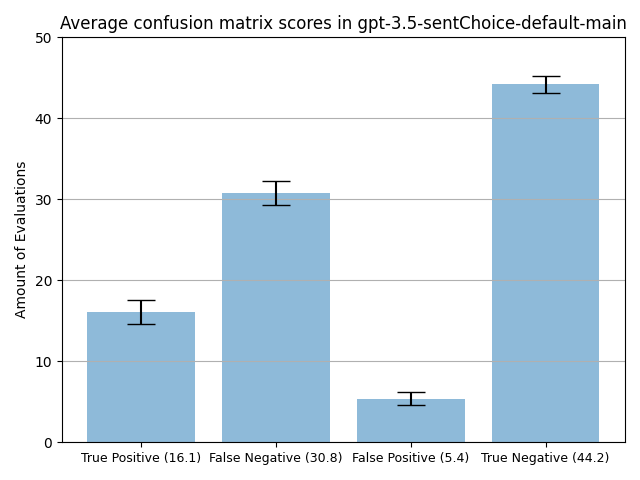 Average confusion matrix scores in gpt-3.5-sentChoice-default-main
Amount of Evaluations
50
40
30
20
10
0
True Positive (16.1) False Negative (30.8) False Positive (5.4) True Negative (44.2)